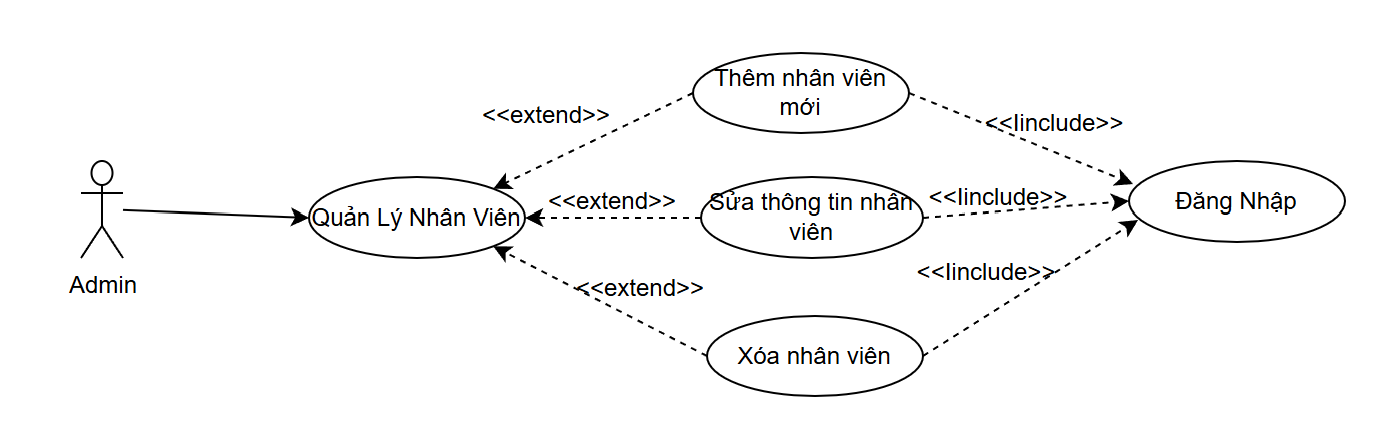 Thêm nhân viên
mới
<<extend>>
<<Iinclude>>
Quản Lý Nhân Viên
<<extend>>
Sửa thông tin nhân
viên
<<Iinclude>>
Đăng Nhập
Admin
<<extend>>
<<Iinclude>>
Xóa nhân viên